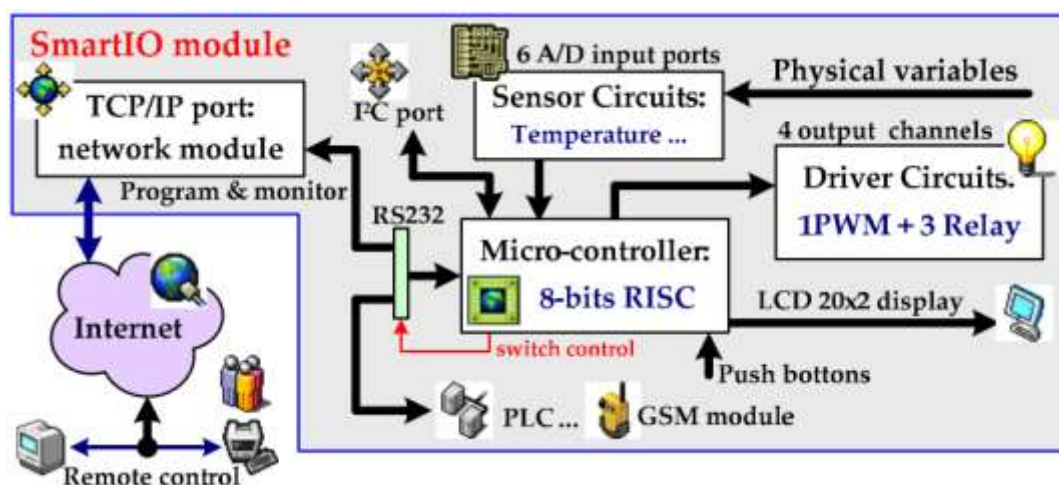 SmartIO module
6 A/D input ports
Physical variables
TCP/IP port:
network module
I²C port
Sensor Circuits:
Temperature ...
4 output channels
Driver Circuits.
1PWM + 3 Relay
Program & monitor
RS232
Micro-controller:
8-bits RISC
LCD 20x2 display
Internet
switch control
Push bottons
PLC ...
GSM module
Remote control